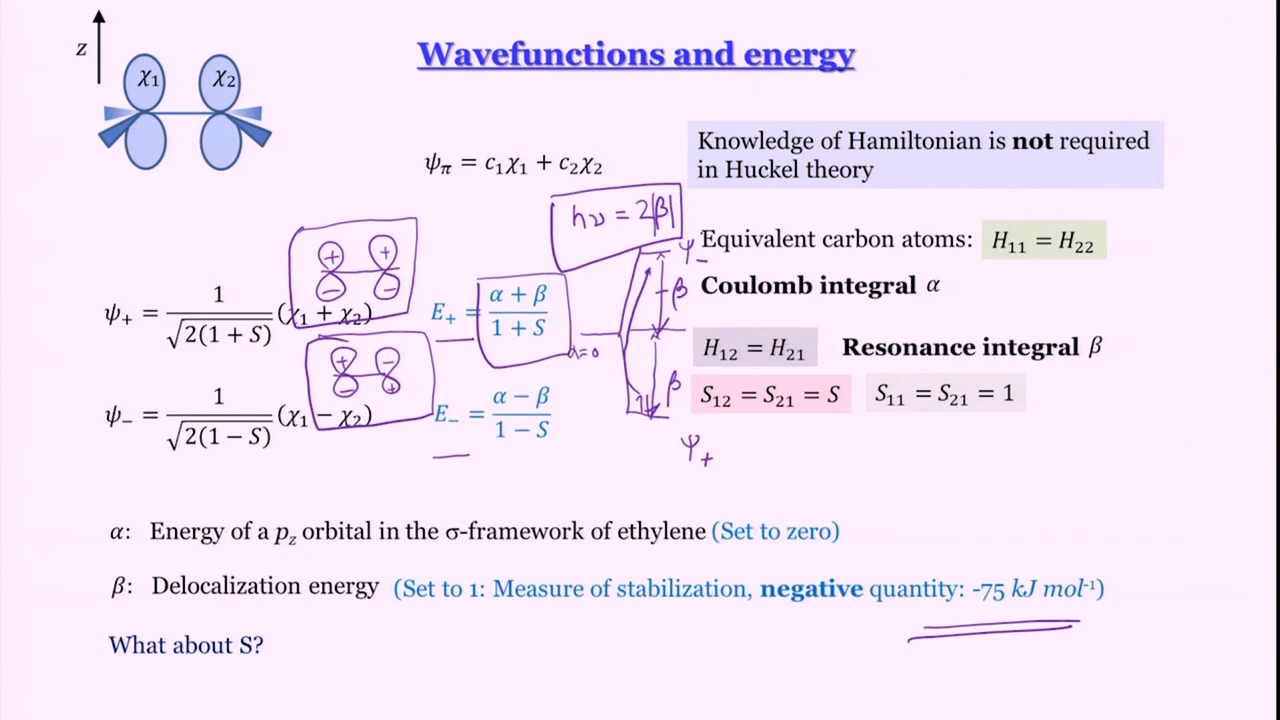 Wavefunctions and energy
z
χ₁ χ₂
ψ_π = c₁χ₁ + c₂χ₂
Knowledge of Hamiltonian is not required
in Huckel theory
hν = 2|β|
ψ₋
Equivalent carbon atoms: H₁₁ = H₂₂
+ +
− −
β
Coulomb integral α
ψ₊ = 1/√2(1 + S) (χ₁ + χ₂) E₊ = α + β / 1 + S
α=0
H₁₂ = H₂₁ Resonance integral β
+ −
− +
β
S₁₂ = S₂₁ = S S₁₁ = S₂₁ = 1
ψ₋ = 1/√2(1 − S) (χ₁ − χ₂) E₋ = α − β / 1 − S
ψ₊
α: Energy of a p_z orbital in the σ-framework of ethylene (Set to zero)
β: Delocalization energy (Set to 1: Measure of stabilization, negative quantity: -75 kJ mol⁻¹)
What about S?